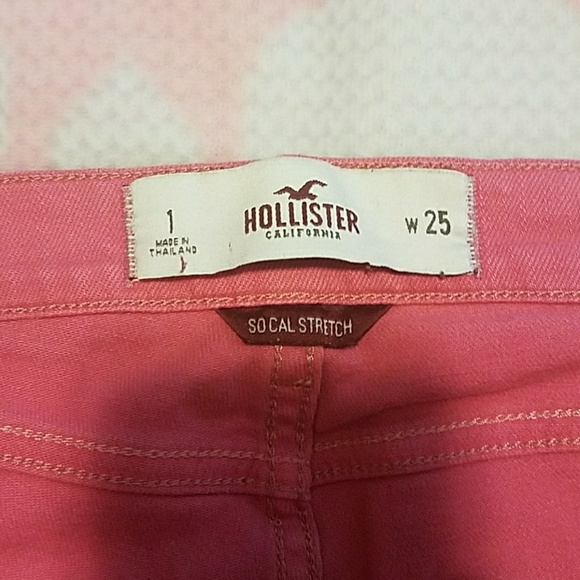 1
MADE IN
THAILAND
HOLLISTER
CALIFORNIA
W 25
SO CAL STRETCH